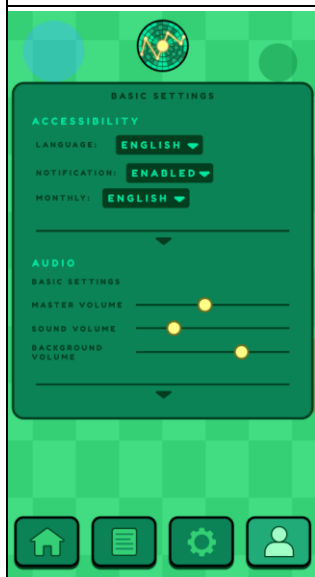 BASIC SETTINGS
ACCESSIBILITY
LANGUAGE: ENGLISH
NOTIFICATION: ENABLED
MONTHLY: ENGLISH
AUDIO
BASIC SETTINGS
MASTER VOLUME
SOUND VOLUME
BACKGROUND
VOLUME